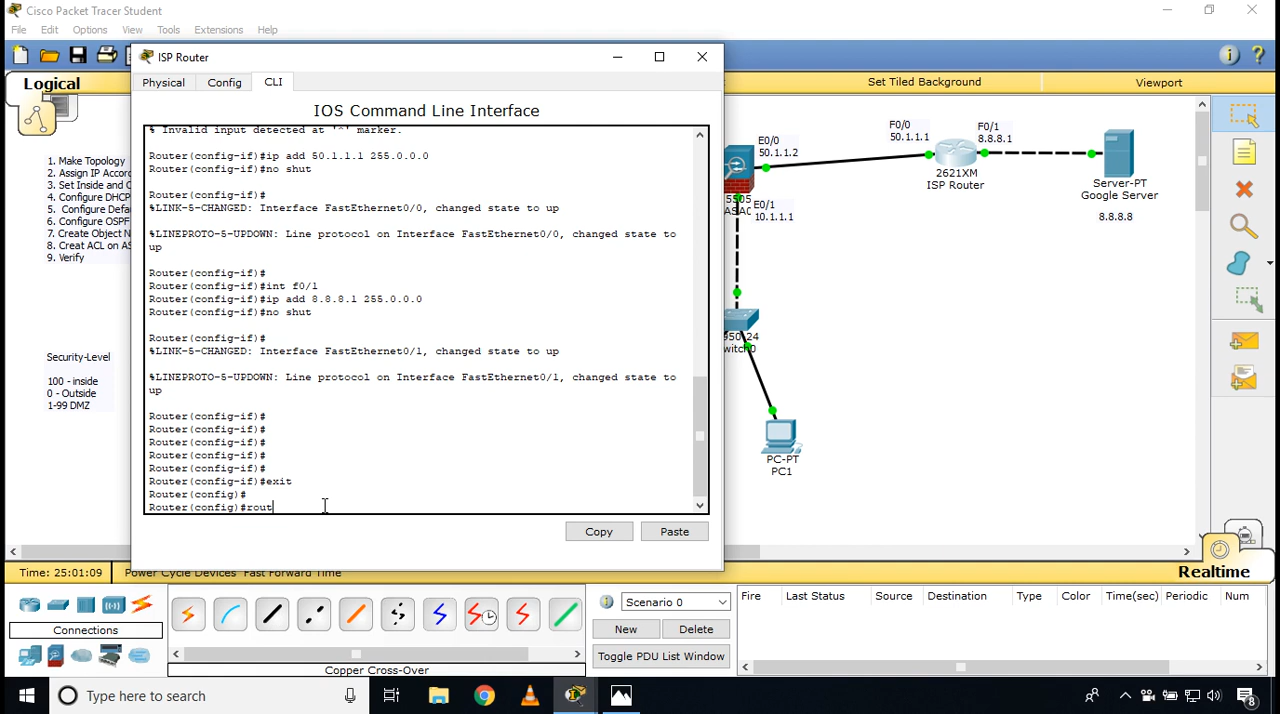 Cisco Packet Tracer Student
File Edit Options View Tools Extensions Help
Logical
Set Tiled Background
Viewport
ISP Router
Physical Config CLI
IOS Command Line Interface
% Invalid input detected at '^' marker.
Router(config-if)#ip add 50.1.1.1 255.0.0.0
Router(config-if)#no shut
Router(config-if)#
%LINK-5-CHANGED: Interface FastEthernet0/0, changed state to up
%LINEPROTO-5-UPDOWN: Line protocol on Interface FastEthernet0/0, changed state to
up
Router(config-if)#
Router(config-if)#int f0/1
Router(config-if)#ip add 8.8.8.1 255.0.0.0
Router(config-if)#no shut
Router(config-if)#
%LINK-5-CHANGED: Interface FastEthernet0/1, changed state to up
%LINEPROTO-5-UPDOWN: Line protocol on Interface FastEthernet0/1, changed state to
up
Router(config-if)#
Router(config-if)#
Router(config-if)#
Router(config-if)#
Router(config-if)#
Router(config-if)#exit
Router(config)#
Router(config)#rout
Copy Paste
1. Make Topology
2. Assign IP Accor
3. Set Inside and C
4. Configure DHCP
5. Configure Defa
6. Configure OSPF
7. Create Object N
8. Creat ACL on AS
9. Verify
Security-Level
100 - inside
0 - Outside
1-99 DMZ
E0/0
50.1.1.2
5505
ASA0
E0/1
10.1.1.1
F0/0
50.1.1.1
F0/1
8.8.8.1
2621XM
ISP Router
Server-PT
Google Server
8.8.8.8
950-24
witch0
PC-PT
PC1
Time: 25:01:09 Power Cycle Devices Fast Forward Time
Realtime
Connections
Copper Cross-Over
Scenario 0
New Delete
Toggle PDU List Window
Fire Last Status Source Destination Type Color Time(sec) Periodic Num
Type here to search
8